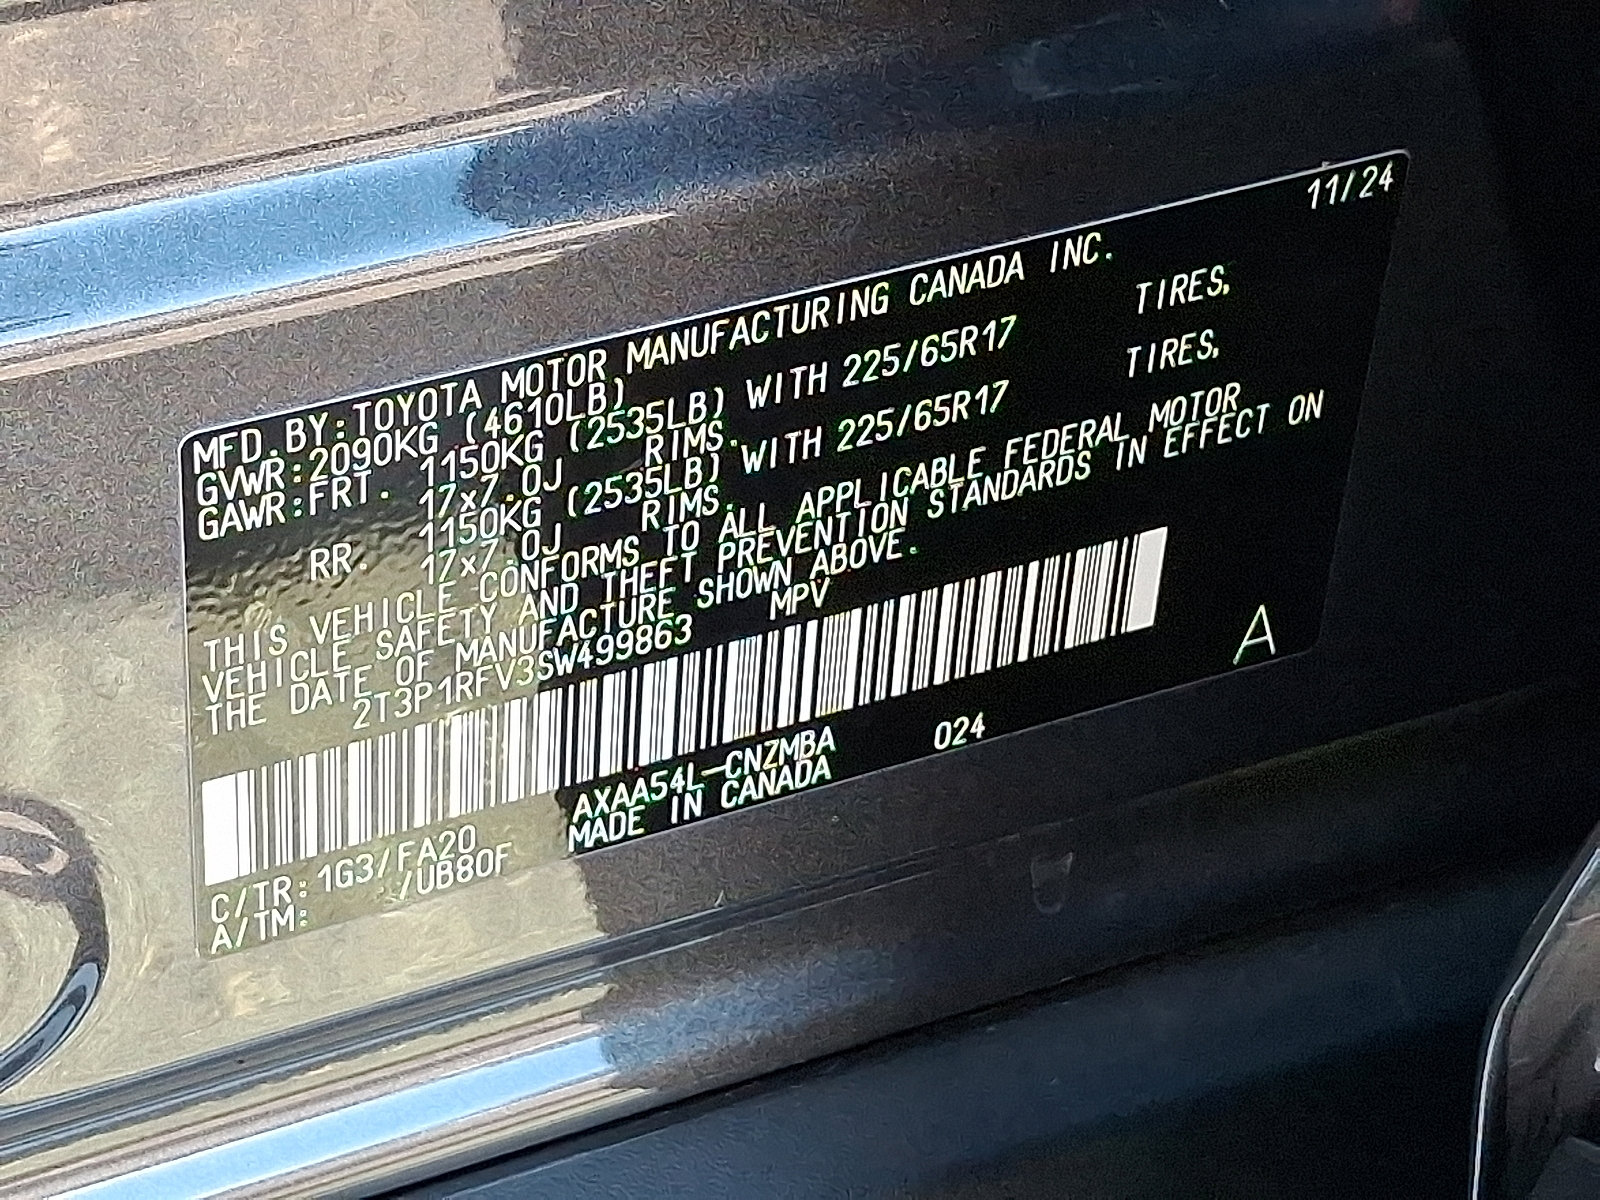 11/24
MFD.BY:TOYOTA MOTOR MANUFACTURING CANADA INC.
GVWR:2090KG (4610LB)
GAWR:FRT. 1150KG (2535LB) WITH 225/65R17 TIRES,
17x7.0J RIMS.
RR. 1150KG (2535LB) WITH 225/65R17 TIRES,
17x7.0J RIMS.
THIS VEHICLE CONFORMS TO ALL APPLICABLE FEDERAL MOTOR
VEHICLE SAFETY AND THEFT PREVENTION STANDARDS IN EFFECT ON
THE DATE OF MANUFACTURE SHOWN ABOVE.
2T3P1RFV3SW499863 MPV
A
C/TR:1G3/FA20 AXAA54L-CNZMBA 024
A/TM: /UB80F MADE IN CANADA